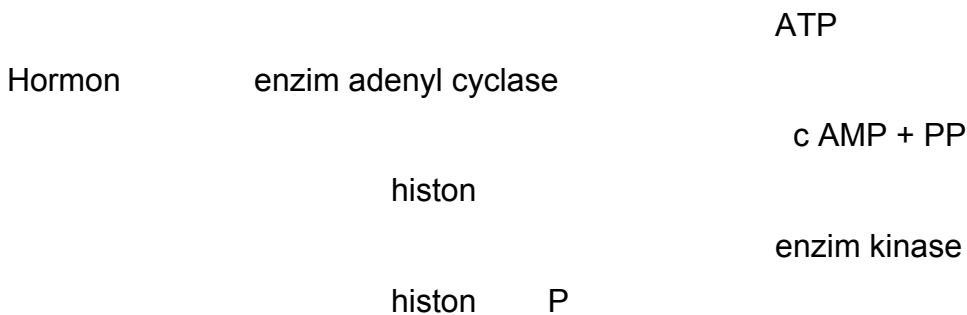 ATP
Hormon enzim adenyl cyclase
c AMP + PP
histon
enzim kinase
histon P